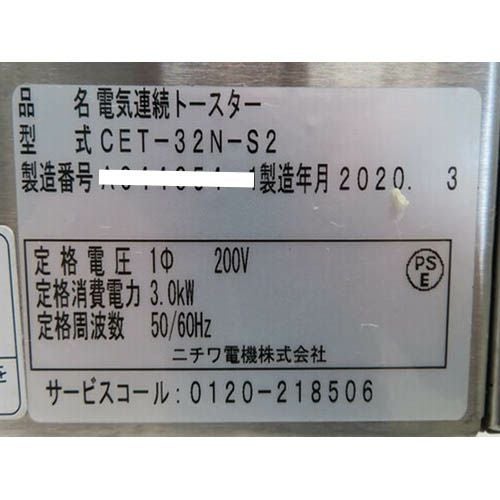 品 名 電気連続トースター
型 式 CET-32N-S2
製造番号 製造年月 2020. 3
定格電圧 1Φ 200V
定格消費電力 3.0kW
定格周波数 50/60Hz
PS
E
ニチワ電機株式会社
サービスコール:0120-218506
を